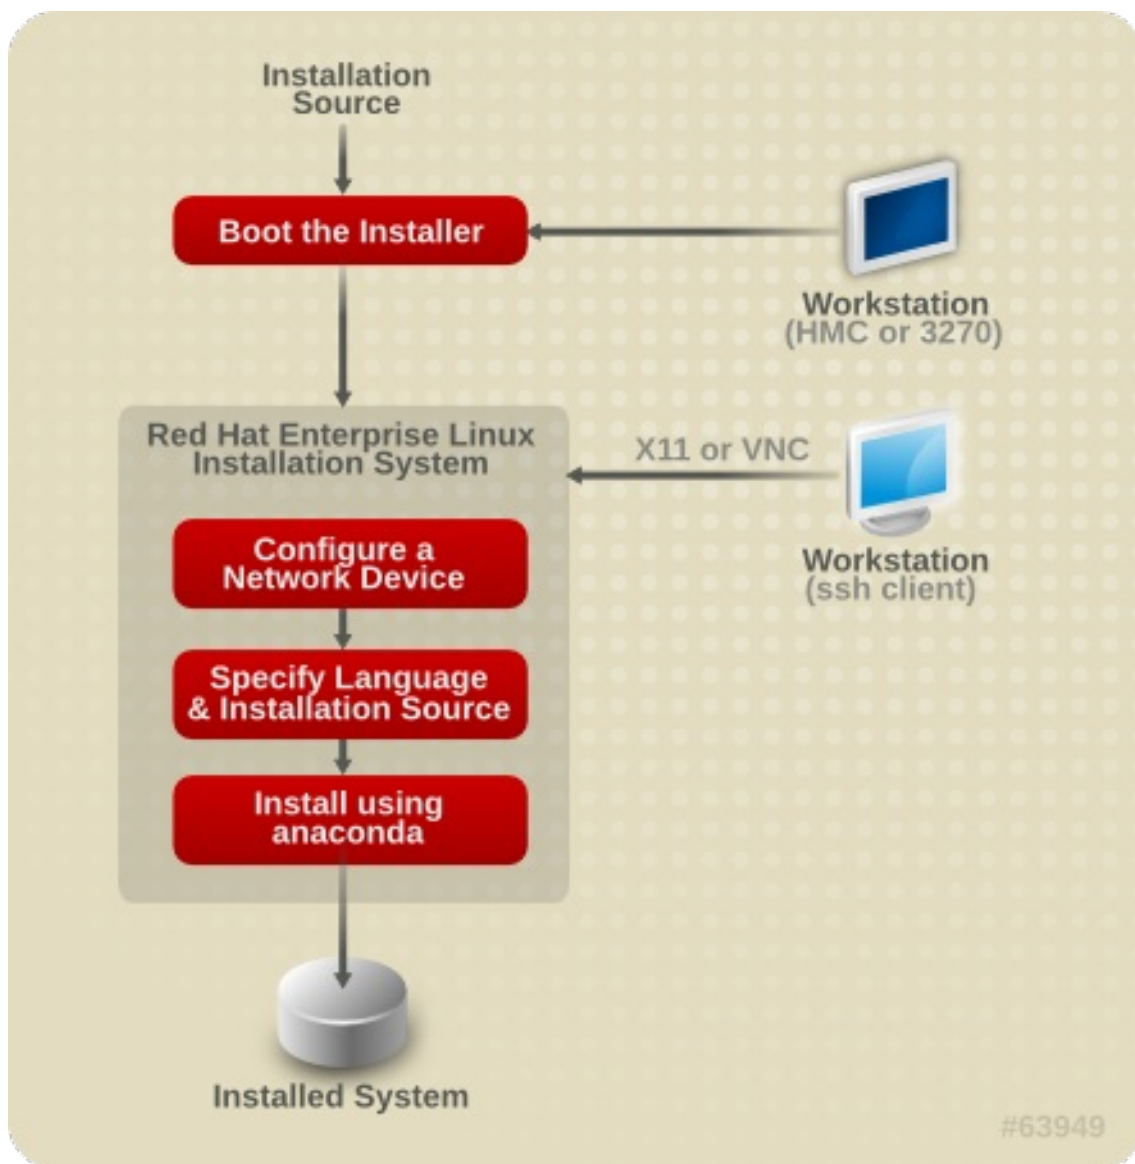 Installation
Source
Boot the Installer
Workstation
(HMC or 3270)
Red Hat Enterprise Linux
Installation System
X11 or VNC
Workstation
(ssh client)
Configure a
Network Device
Specify Language
& Installation Source
Install using
anaconda
Installed System
#63949